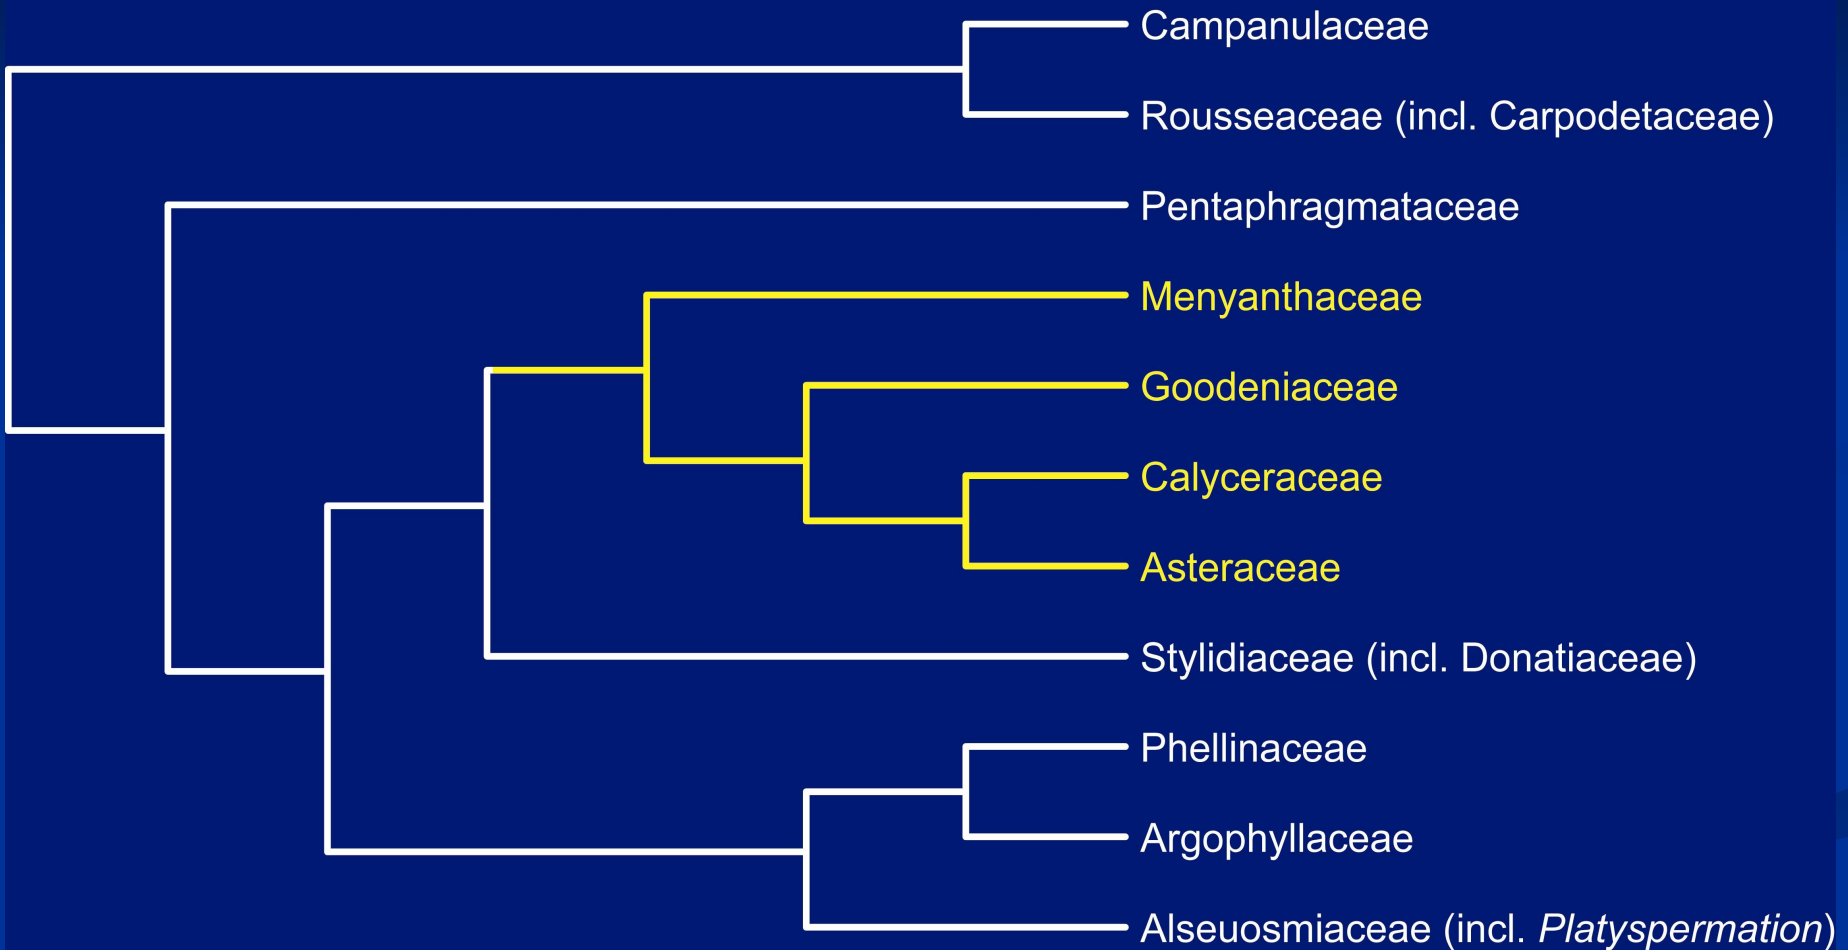 Campanulaceae
Rousseaceae (incl. Carpodetaceae)
Pentaphragmataceae
Menyanthaceae
Goodeniaceae
Calyceraceae
Asteraceae
Stylidiaceae (incl. Donatiaceae)
Phellinaceae
Argophyllaceae
Alseuosmiaceae (incl. Platyspermation)